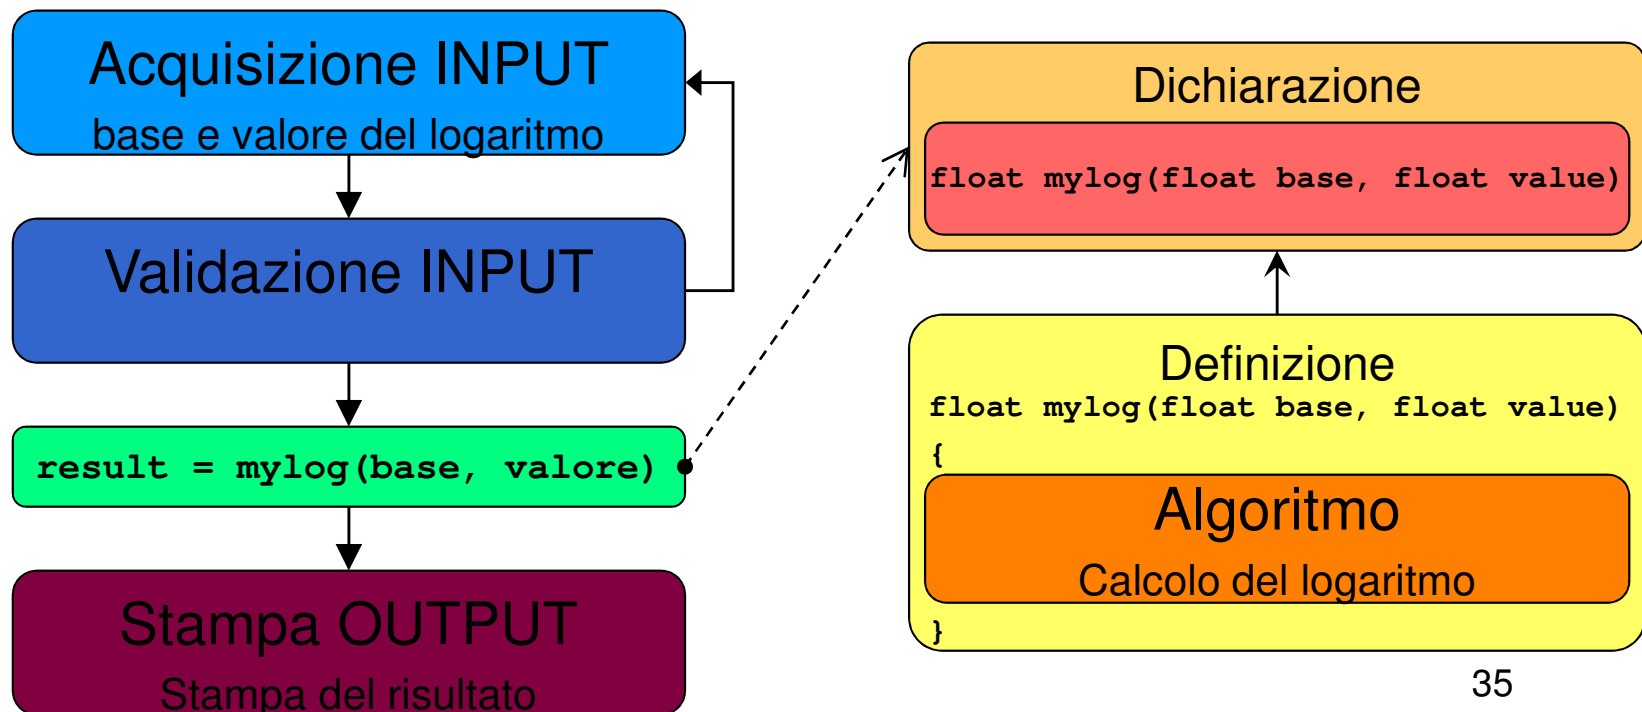 Acquisizione INPUT
base e valore del logaritmo
Validazione INPUT
result = mylog(base, valore)
Stampa OUTPUT
Stampa del risultato
Dichiarazione
float mylog(float base, float value)
Definizione
float mylog(float base, float value)
{
Algoritmo
Calcolo del logaritmo
}
35